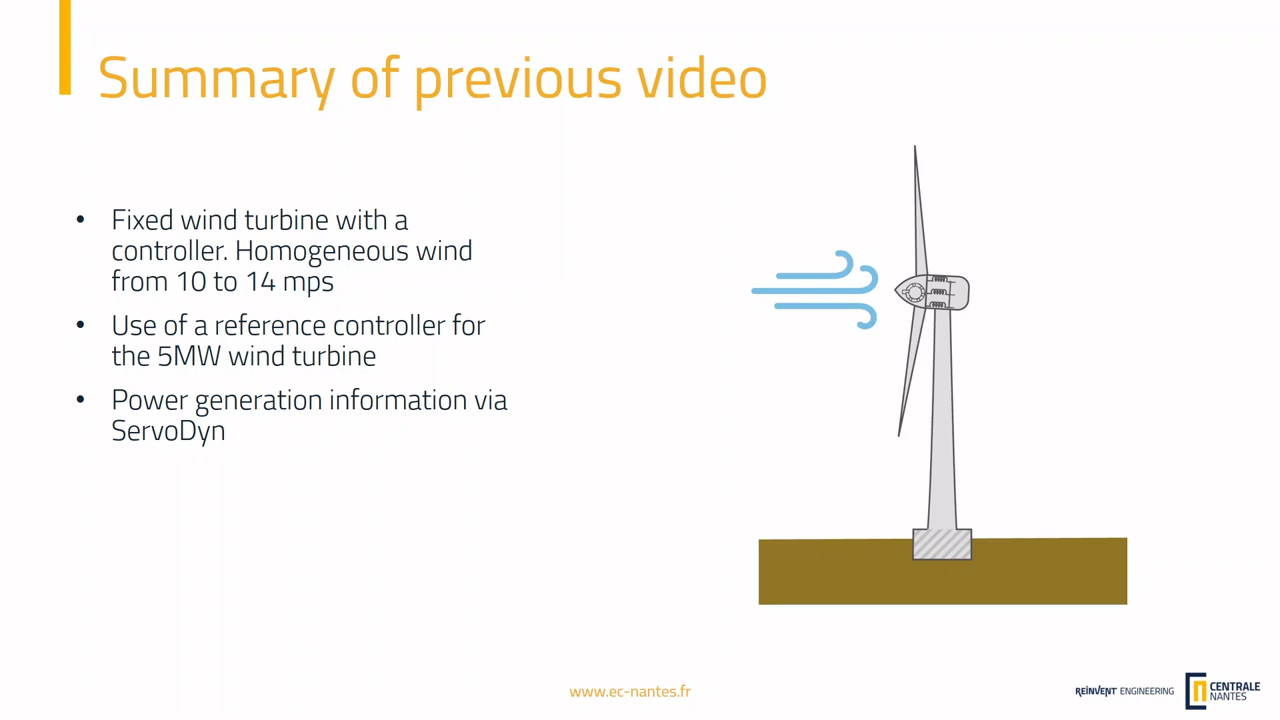 Summary of previous video
• Fixed wind turbine with a
controller. Homogeneous wind
from 10 to 14 mps
• Use of a reference controller for
the 5MW wind turbine
• Power generation information via
ServoDyn
www.ec-nantes.fr
REINVENT ENGINEERING
CENTRALE
NANTES